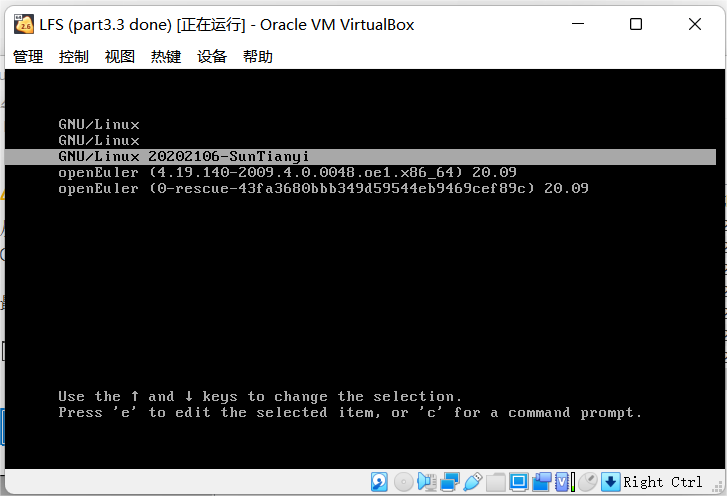 LFS (part3.3 done) [正在运行] - Oracle VM VirtualBox
管理 控制 视图 热键 设备 帮助
GNU/Linux
GNU/Linux
GNU/Linux 20202106-SunTianyi
openEuler (4.19.140-2009.4.0.0048.oe1.x86_64) 20.09
openEuler (0-rescue-43fa3680bbb349d59544eb9469cef89c) 20.09
Use the ↑ and ↓ keys to change the selection.
Press 'e' to edit the selected item, or 'c' for a command prompt.
Right Ctrl